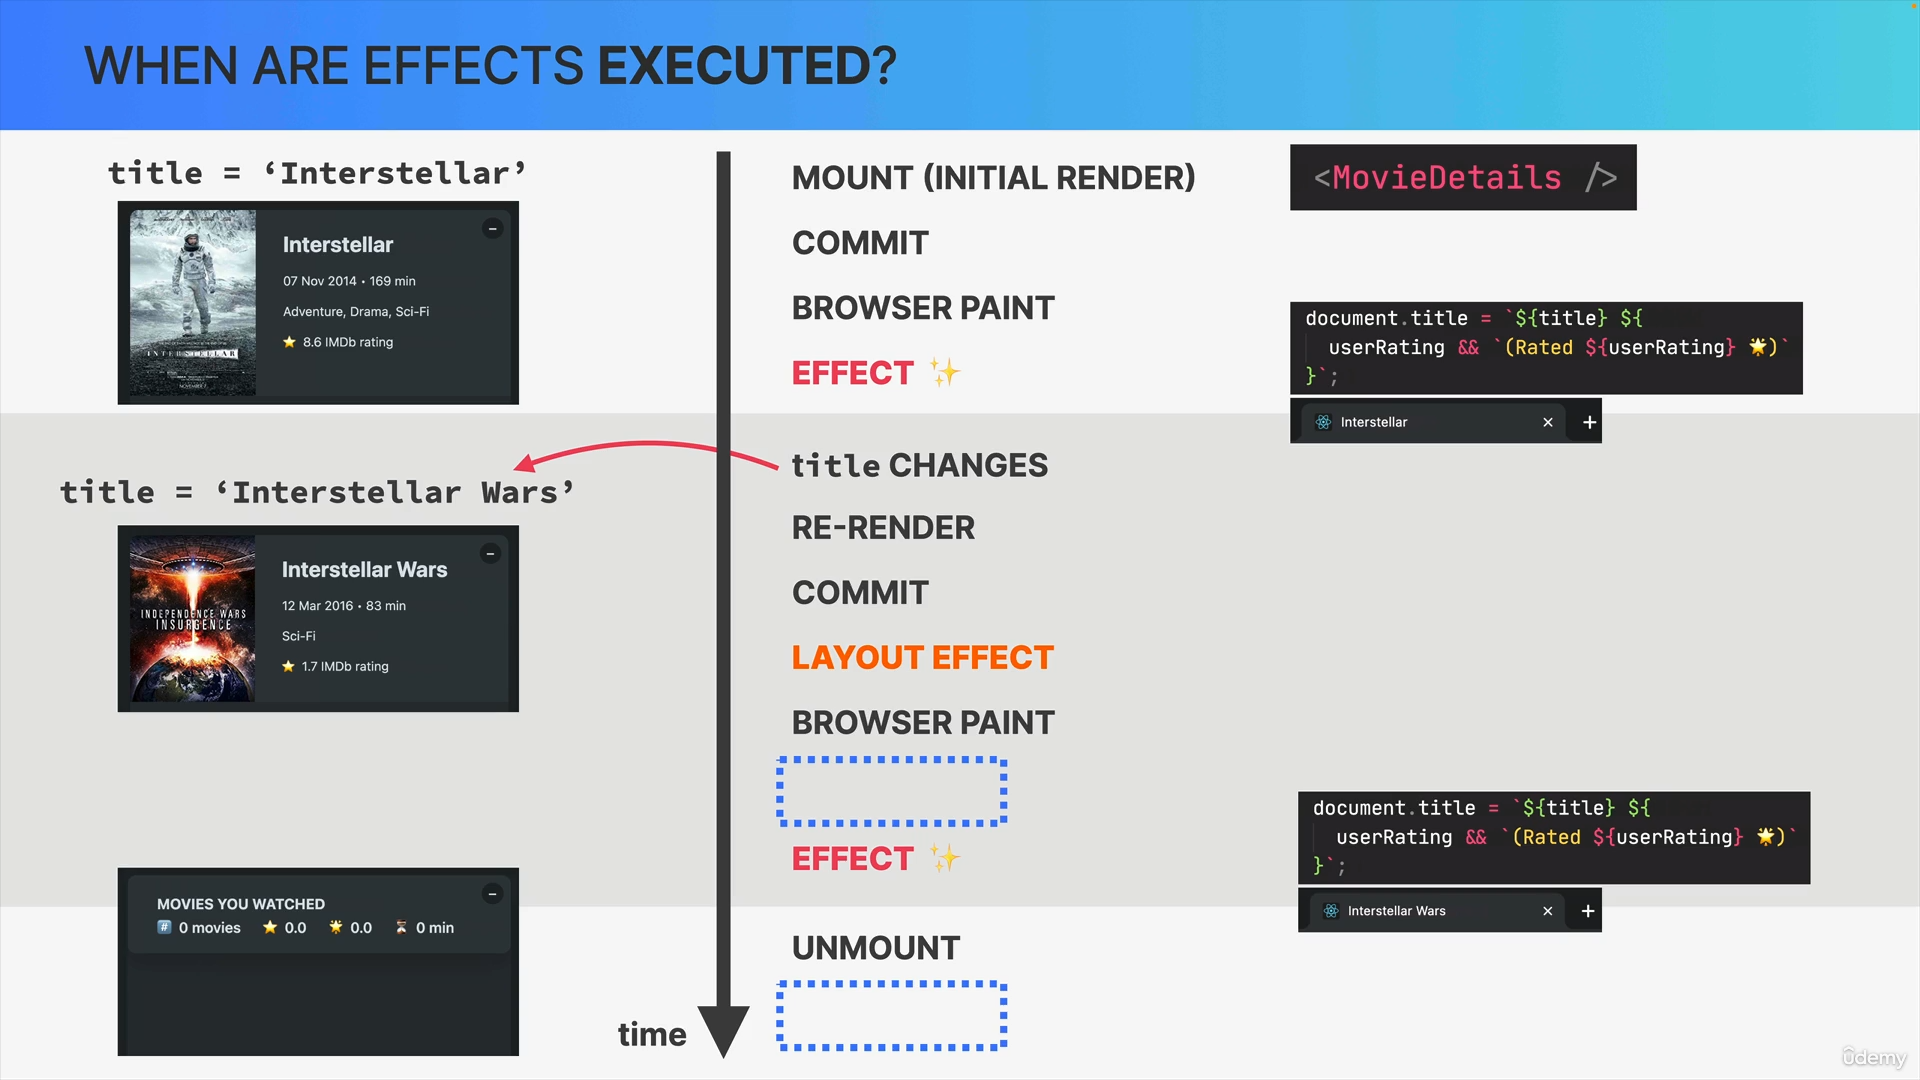 WHEN ARE EFFECTS EXECUTED?
title = ‘Interstellar’
INTERSTELLAR
Interstellar
07 Nov 2014 • 169 min
Adventure, Drama, Sci-Fi
⭐ 8.6 IMDb rating
MOUNT (INITIAL RENDER)
COMMIT
BROWSER PAINT
EFFECT ✨
<MovieDetails />
document.title = `${title} ${
userRating && `(Rated ${userRating} 🌟)`
}`;
Interstellar
title = ‘Interstellar Wars’
INDEPENDENCE WARS
INSURGENCE
Interstellar Wars
12 Mar 2016 • 83 min
Sci-Fi
⭐ 1.7 IMDb rating
title CHANGES
RE-RENDER
COMMIT
LAYOUT EFFECT
BROWSER PAINT
EFFECT ✨
document.title = `${title} ${
userRating && `(Rated ${userRating} 🌟)`
}`;
Interstellar Wars
MOVIES YOU WATCHED
#️⃣ 0 movies ⭐ 0.0 🌟 0.0 ⏳ 0 min
UNMOUNT
time
ûdemy